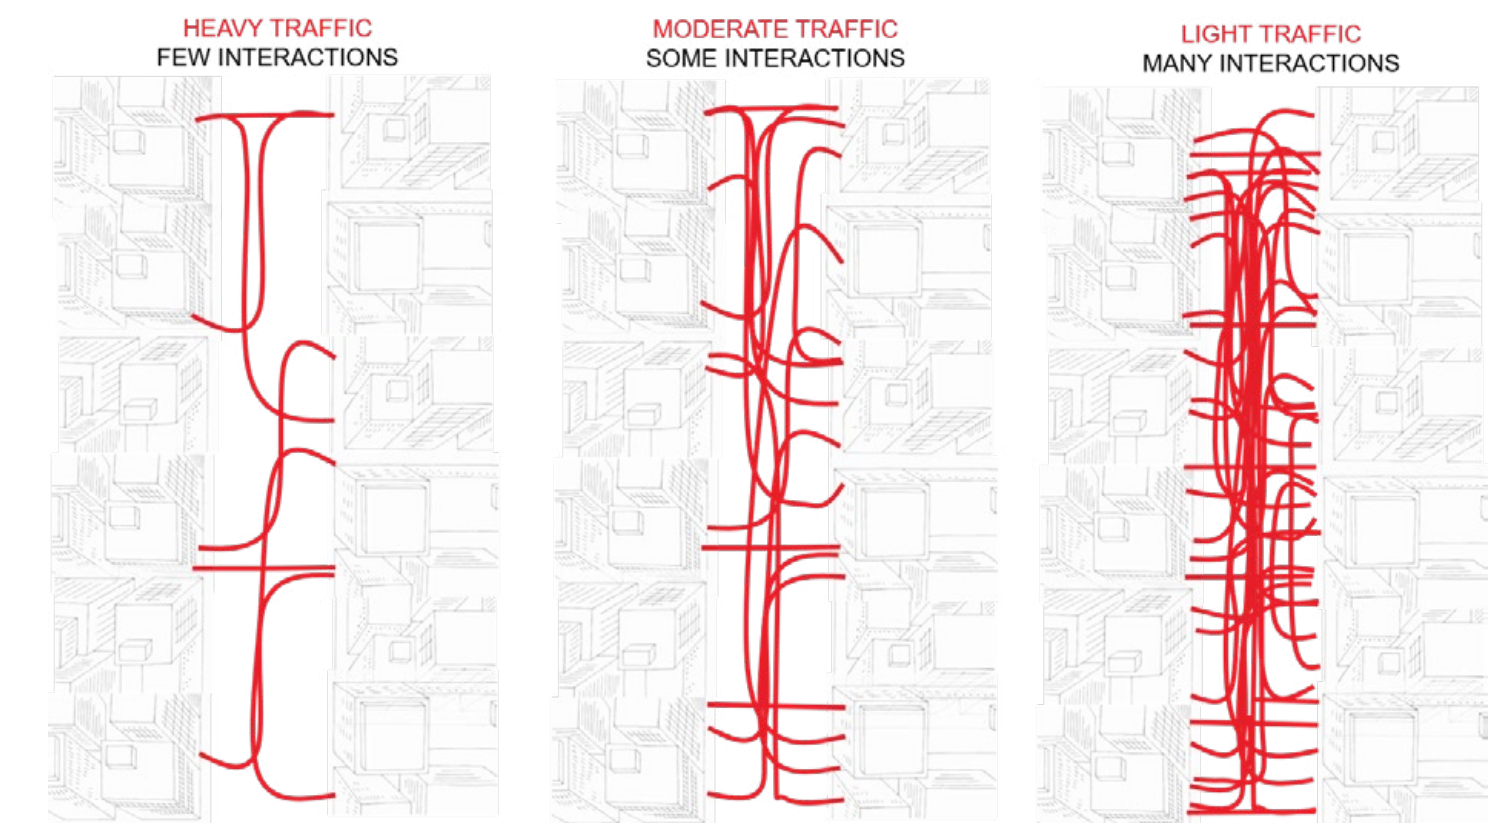 HEAVY TRAFFIC
FEW INTERACTIONS
MODERATE TRAFFIC
SOME INTERACTIONS
LIGHT TRAFFIC
MANY INTERACTIONS